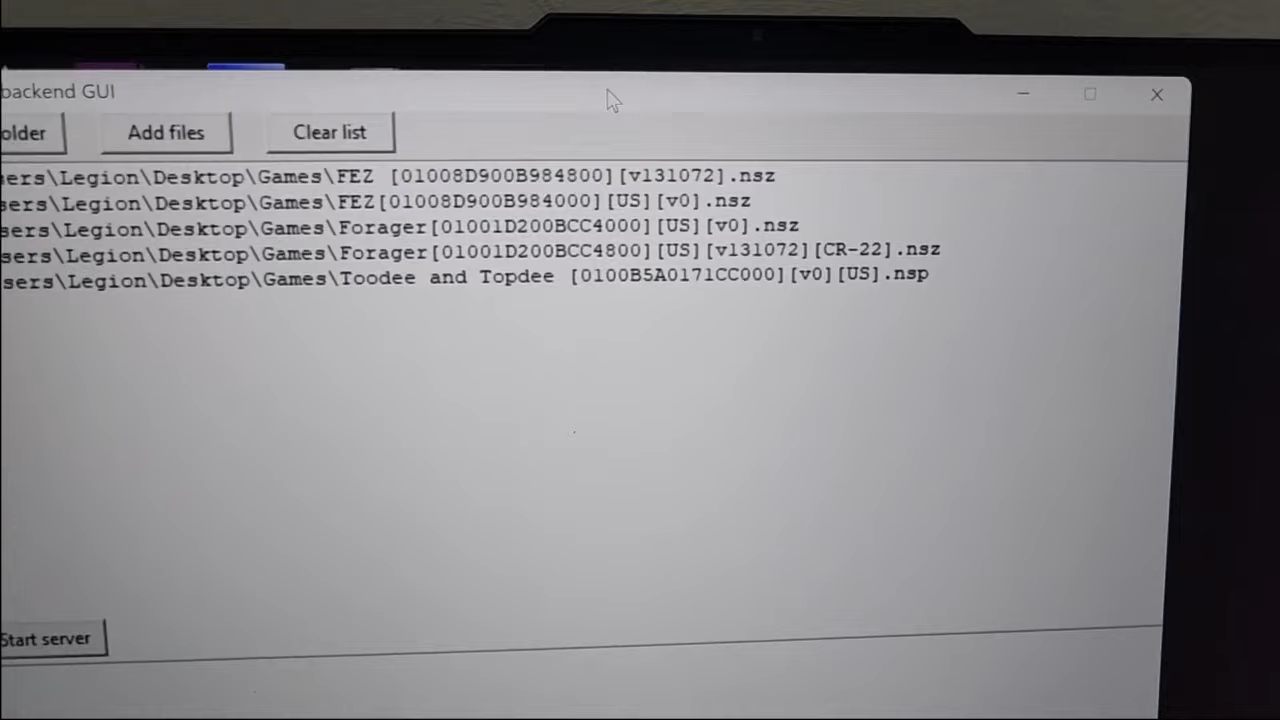 backend GUI
older Add files Clear list
sers\Legion\Desktop\Games\FEZ [01008D900B984800][v131072].nsz
sers\Legion\Desktop\Games\FEZ[01008D900B984000][US][v0].nsz
sers\Legion\Desktop\Games\Forager[01001D200BCC4000][US][v0].nsz
sers\Legion\Desktop\Games\Forager[01001D200BCC4800][US][v131072][CR-22].nsz
sers\Legion\Desktop\Games\Toodee and Topdee [0100B5A0171CC000][v0][US].nsp
Start server